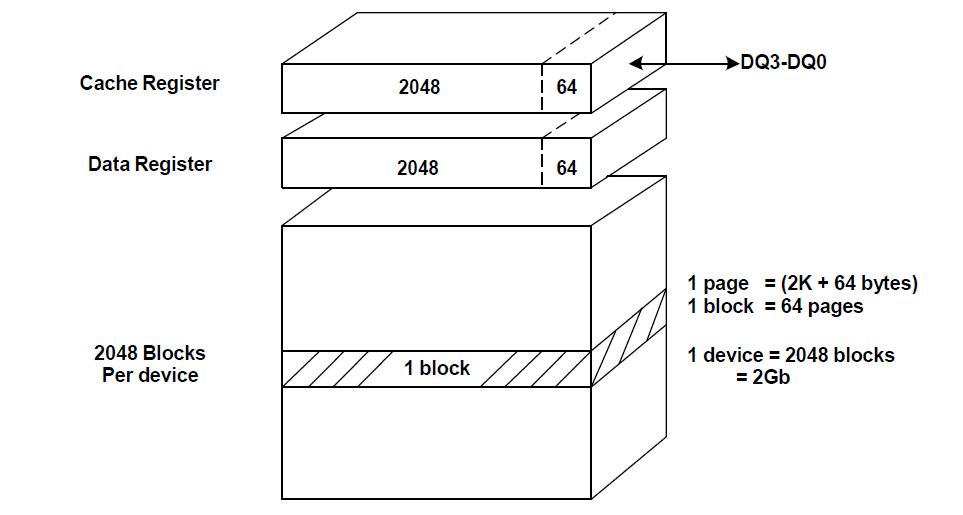 Cache Register
2048
64
DQ3-DQ0
Data Register
2048
64
1 page = (2K + 64 bytes)
1 block = 64 pages
2048 Blocks
Per device
1 block
1 device = 2048 blocks
= 2Gb